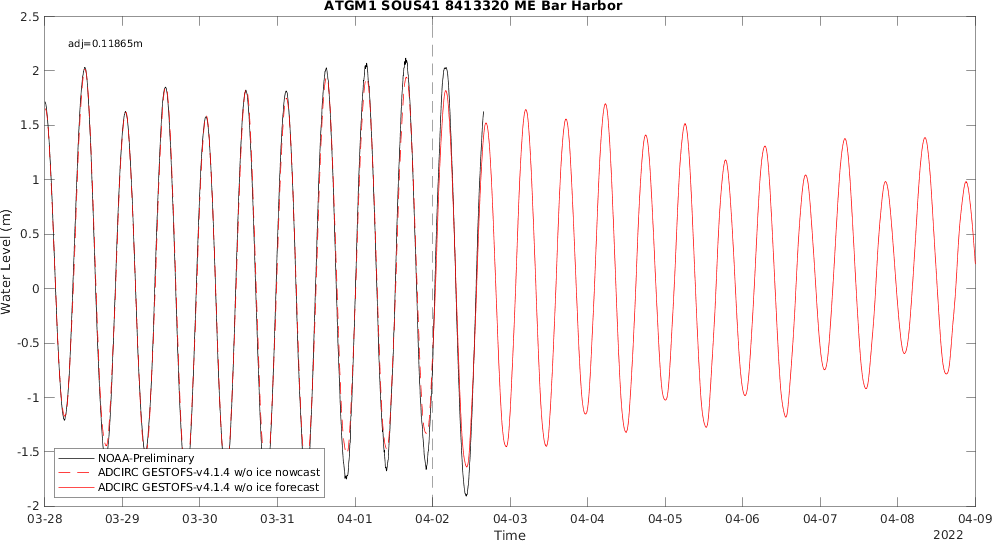 ATGM1 SOUS41 8413320 ME Bar Harbor
adj=0.11865m
2.5
2
1.5
1
0.5
0
-0.5
-1
-1.5
-2
Water Level (m)
NOAA-Preliminary
ADCIRC GESTOFS-v4.1.4 w/o ice nowcast
ADCIRC GESTOFS-v4.1.4 w/o ice forecast
03-28 03-29 03-30 03-31 04-01 04-02 04-03 04-04 04-05 04-06 04-07 04-08 04-09
Time
2022